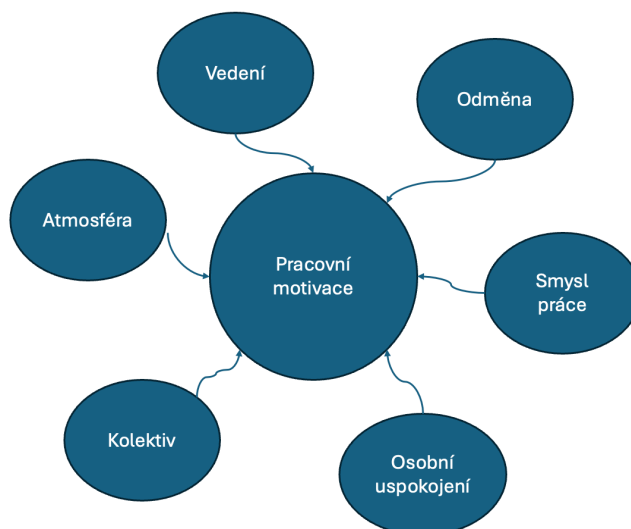 Vedení
Odměna
Atmosféra
Pracovní
motivace
Smysl
práce
Kolektiv
Osobní
uspokojení